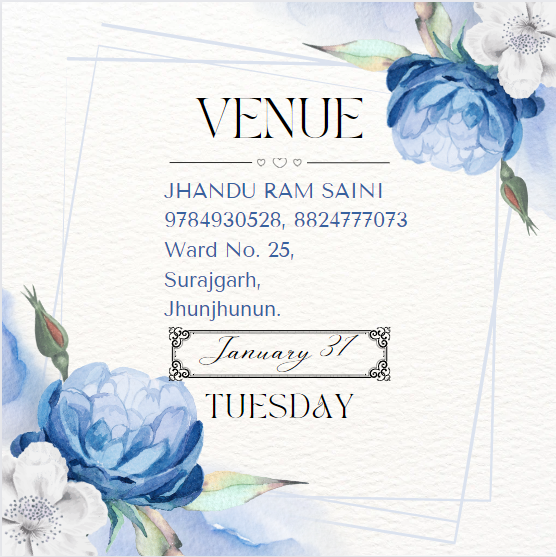 VENUE
JHANDU RAM SAINI
9784930528, 8824777073
Ward No. 25,
Surajgarh,
Jhunjhunun.
January 31
TUESDAY